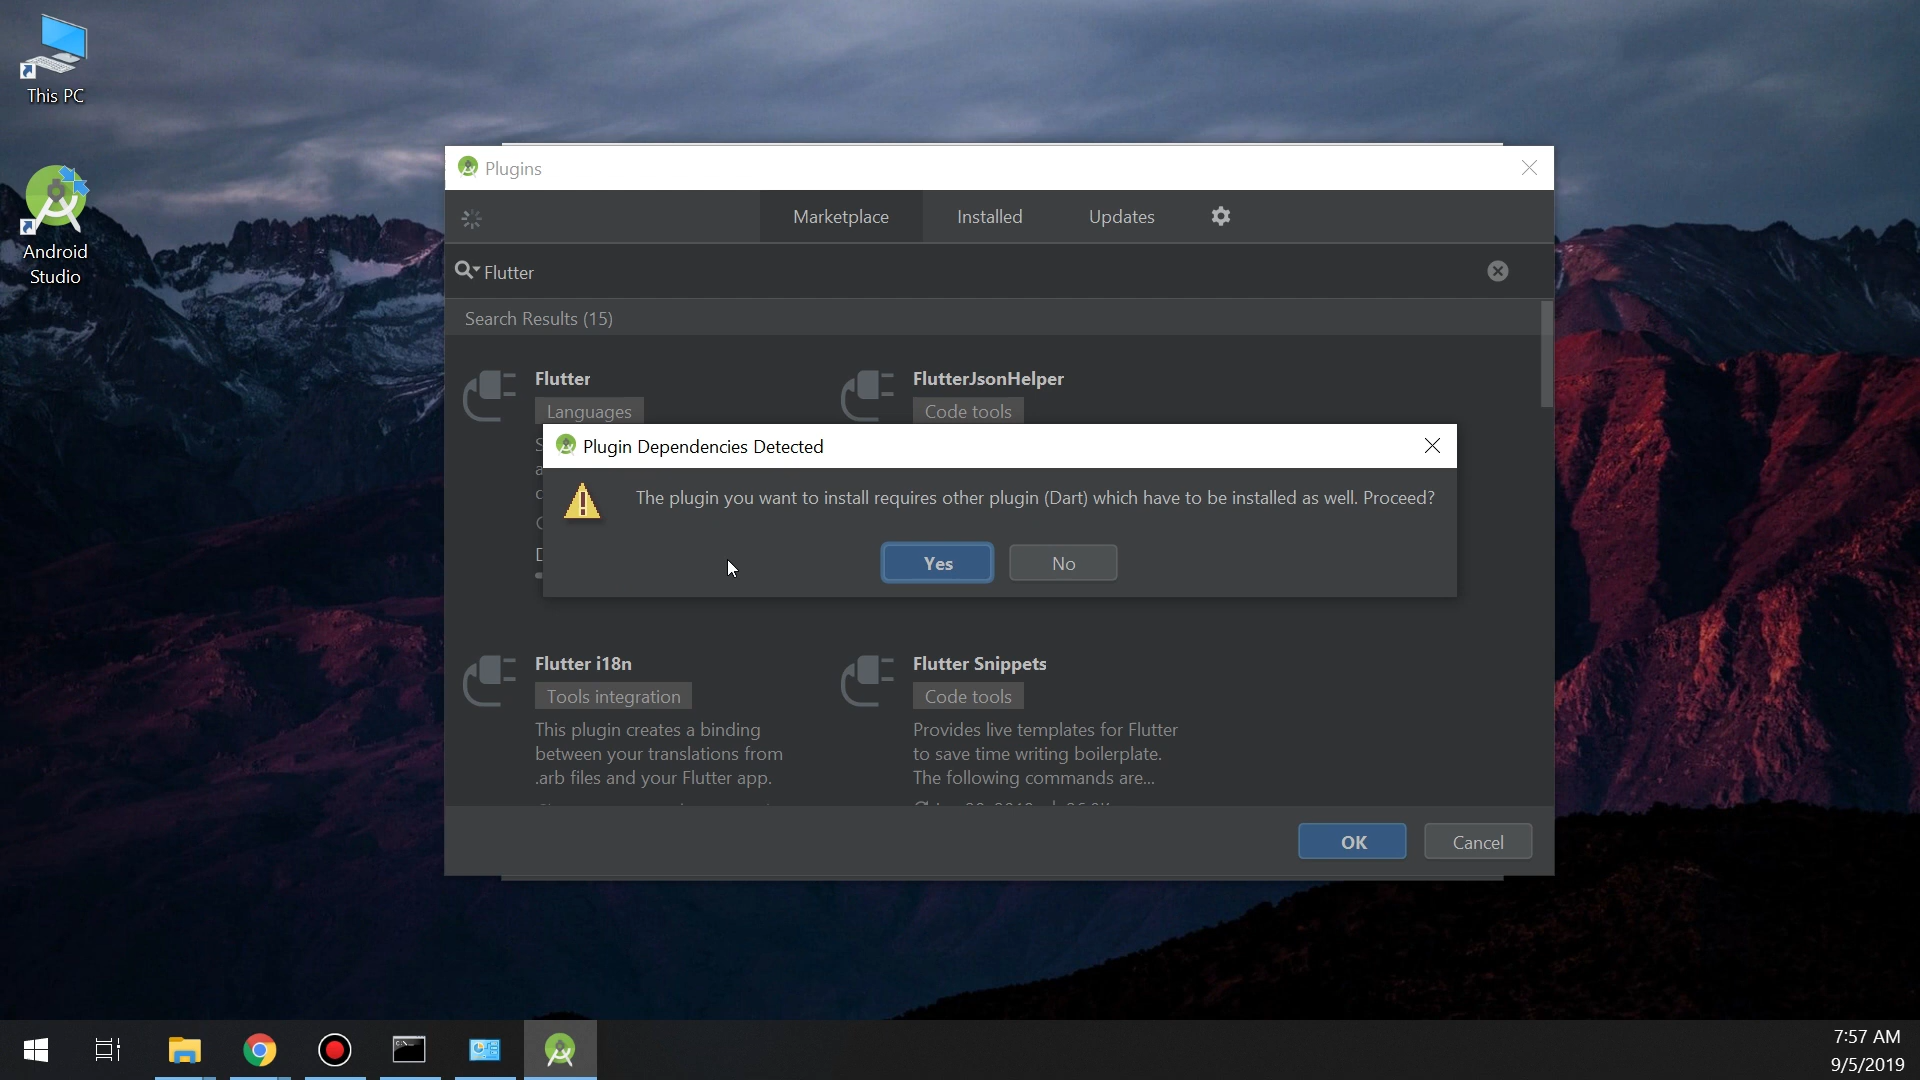 This PC
Android
Studio
Plugins
Marketplace
Installed
Updates
Flutter
Search Results (15)
Flutter
Languages
FlutterJsonHelper
Code tools
Plugin Dependencies Detected
The plugin you want to install requires other plugin (Dart) which have to be installed as well. Proceed?
Yes
No
Flutter i18n
Tools integration
This plugin creates a binding
between your translations from
.arb files and your Flutter app.
Flutter Snippets
Code tools
Provides live templates for Flutter
to save time writing boilerplate.
The following commands are...
OK
Cancel
7:57 AM
9/5/2019